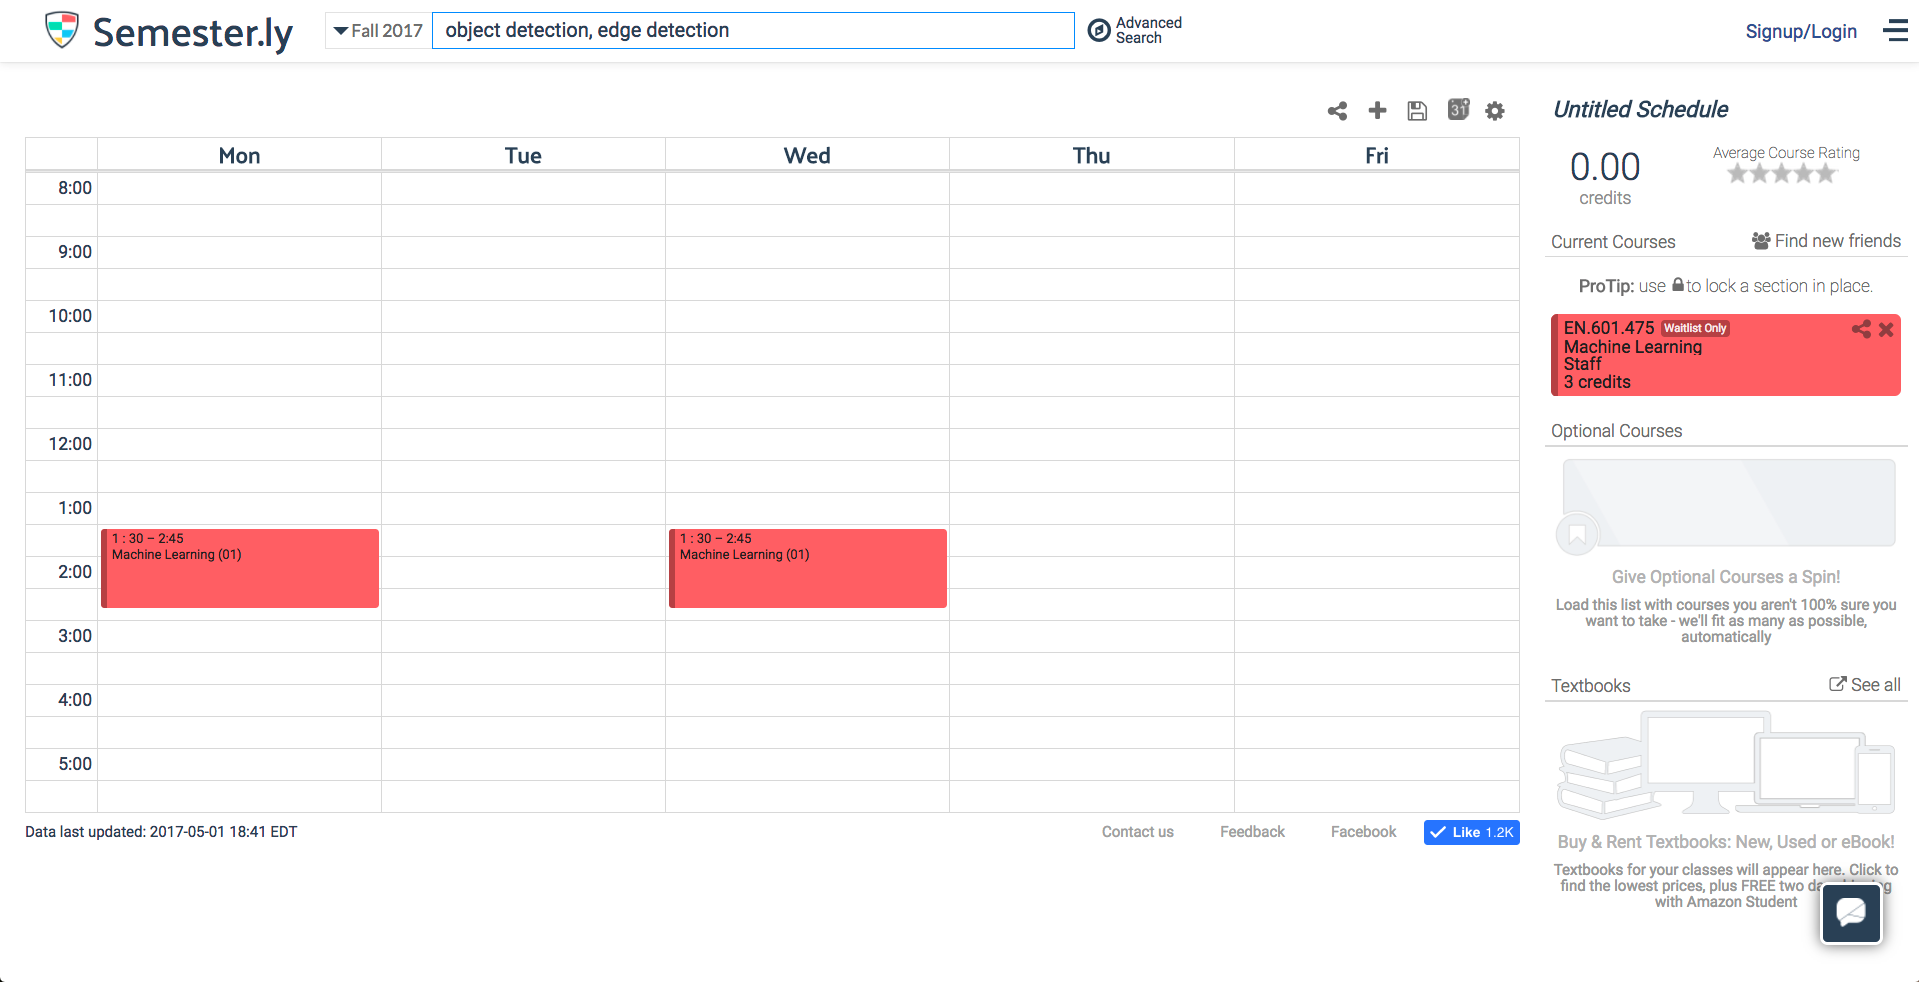 Semester.ly
Fall 2017
object detection, edge detection
Advanced
Search
Signup/Login
31
Untitled Schedule
Mon
Tue
Wed
Thu
Fri
8:00
9:00
10:00
11:00
12:00
1:00
2:00
3:00
4:00
5:00
1 : 30 – 2:45
Machine Learning (01)
1 : 30 – 2:45
Machine Learning (01)
0.00
credits
Average Course Rating
Current Courses
Find new friends
ProTip: use to lock a section in place.
EN.601.475 Waitlist Only
Machine Learning
Staff
3 credits
Optional Courses
Give Optional Courses a Spin!
Load this list with courses you aren't 100% sure you
want to take - we'll fit as many as possible,
automatically
Textbooks
See all
Buy & Rent Textbooks: New, Used or eBook!
Textbooks for your classes will appear here. Click to
find the lowest prices, plus FREE two
with Amazon Student
Data last updated: 2017-05-01 18:41 EDT
Contact us
Feedback
Facebook
Like 1.2K